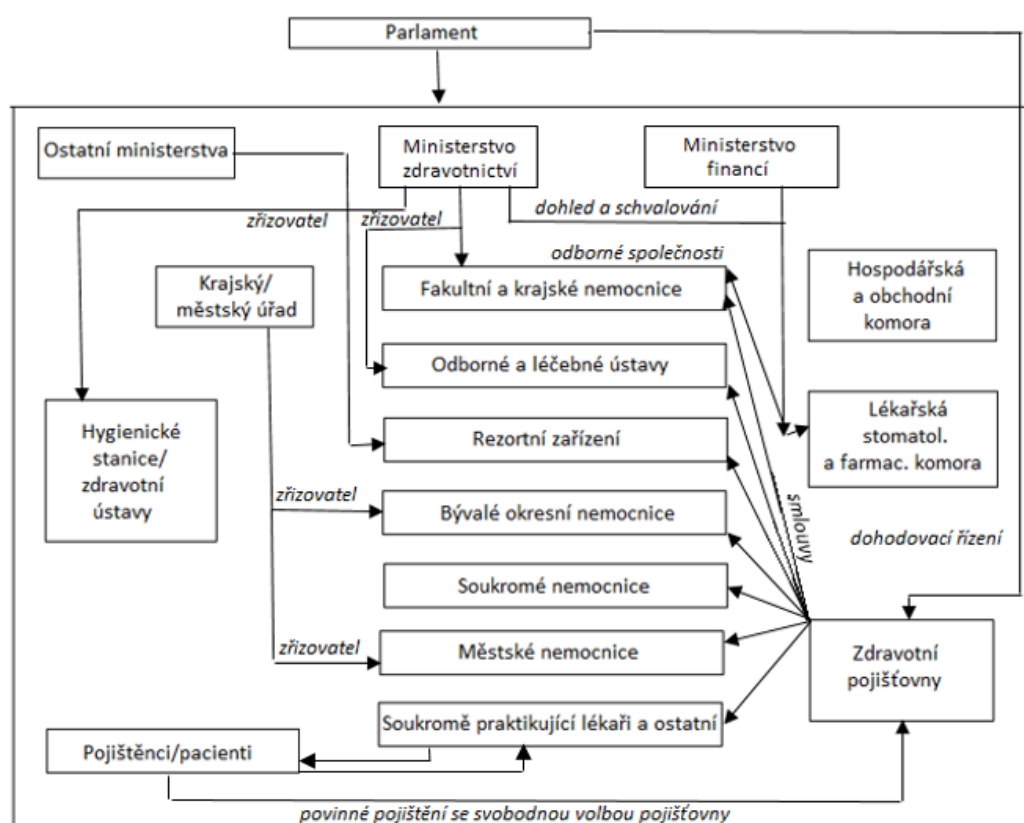 Parlament
Ostatní ministerstva
Ministerstvo
zdravotnictví
Ministerstvo
financí
zřizovatel
zřizovatel
dohled a schvalování
odborné společnosti
Krajský/
městský úřad
Fakultní a krajské nemocnice
Hospodářská
a obchodní
komora
Odborné a léčebné ústavy
Hygienické
stanice/
zdravotní
ústavy
Rezortní zařízení
Lékařská
stomatol.
a farmac. komora
zřizovatel
Bývalé okresní nemocnice
smlouvy
dohodovací řízení
Soukromé nemocnice
zřizovatel
Městské nemocnice
Zdravotní
pojišťovny
Soukromě praktikující lékaři a ostatní
Pojištěnci/pacienti
povinné pojištění se svobodnou volbou pojišťovny